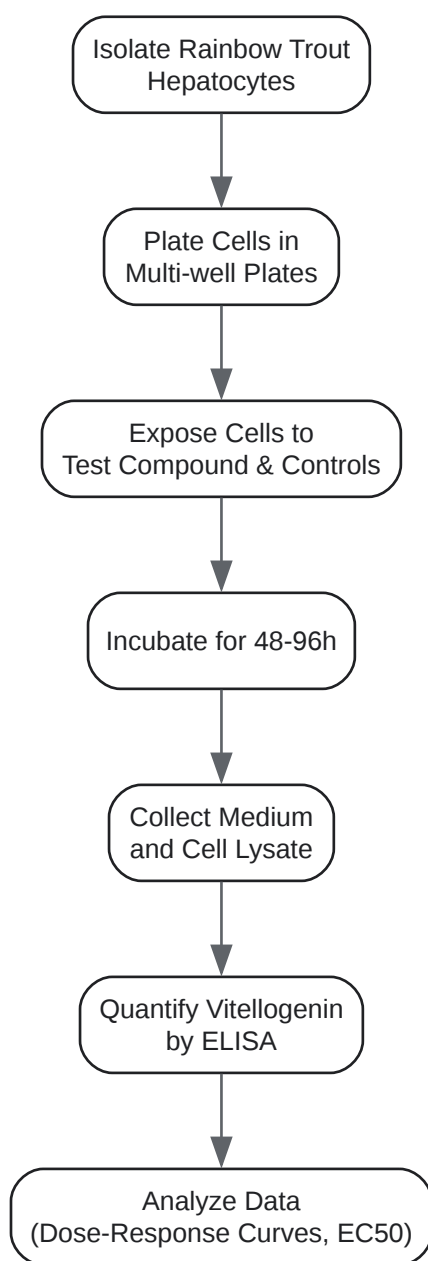 Isolate Rainbow Trout
Hepatocytes
Plate Cells in
Multi-well Plates
Expose Cells to
Test Compound & Controls
Incubate for 48-96h
Collect Medium
and Cell Lysate
Quantify Vitellogenin
by ELISA
Analyze Data
(Dose-Response Curves, EC50)